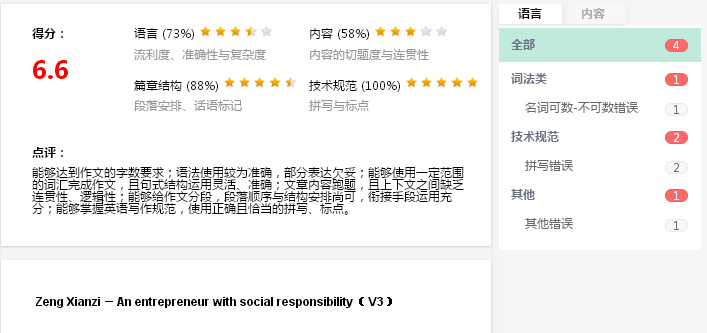 得分： 语言 (73%) 内容 (58%)
流利度、准确性与复杂度 内容的切题度与连贯性
6.6
篇章结构 (88%) 技术规范 (100%)
段落安排、话语标记 拼写与标点
点评：
能够达到作文的字数要求；语法使用较为准确，部分表达欠妥；能够使用一定范围
的词汇完成作文，且句式结构运用灵活、准确；文章内容跑题，且上下文之间缺乏
连贯性、逻辑性；能够给作文分段，段落顺序与结构安排尚可，衔接手段运用充
分；能够掌握英语写作规范，使用正确且恰当的拼写、标点。
Zeng Xianzi — An entrepreneur with social responsibility （V3）
语言 内容
全部 4
词法类 1
名词可数-不可数错误 1
技术规范 2
拼写错误 2
其他 1
其他错误 1